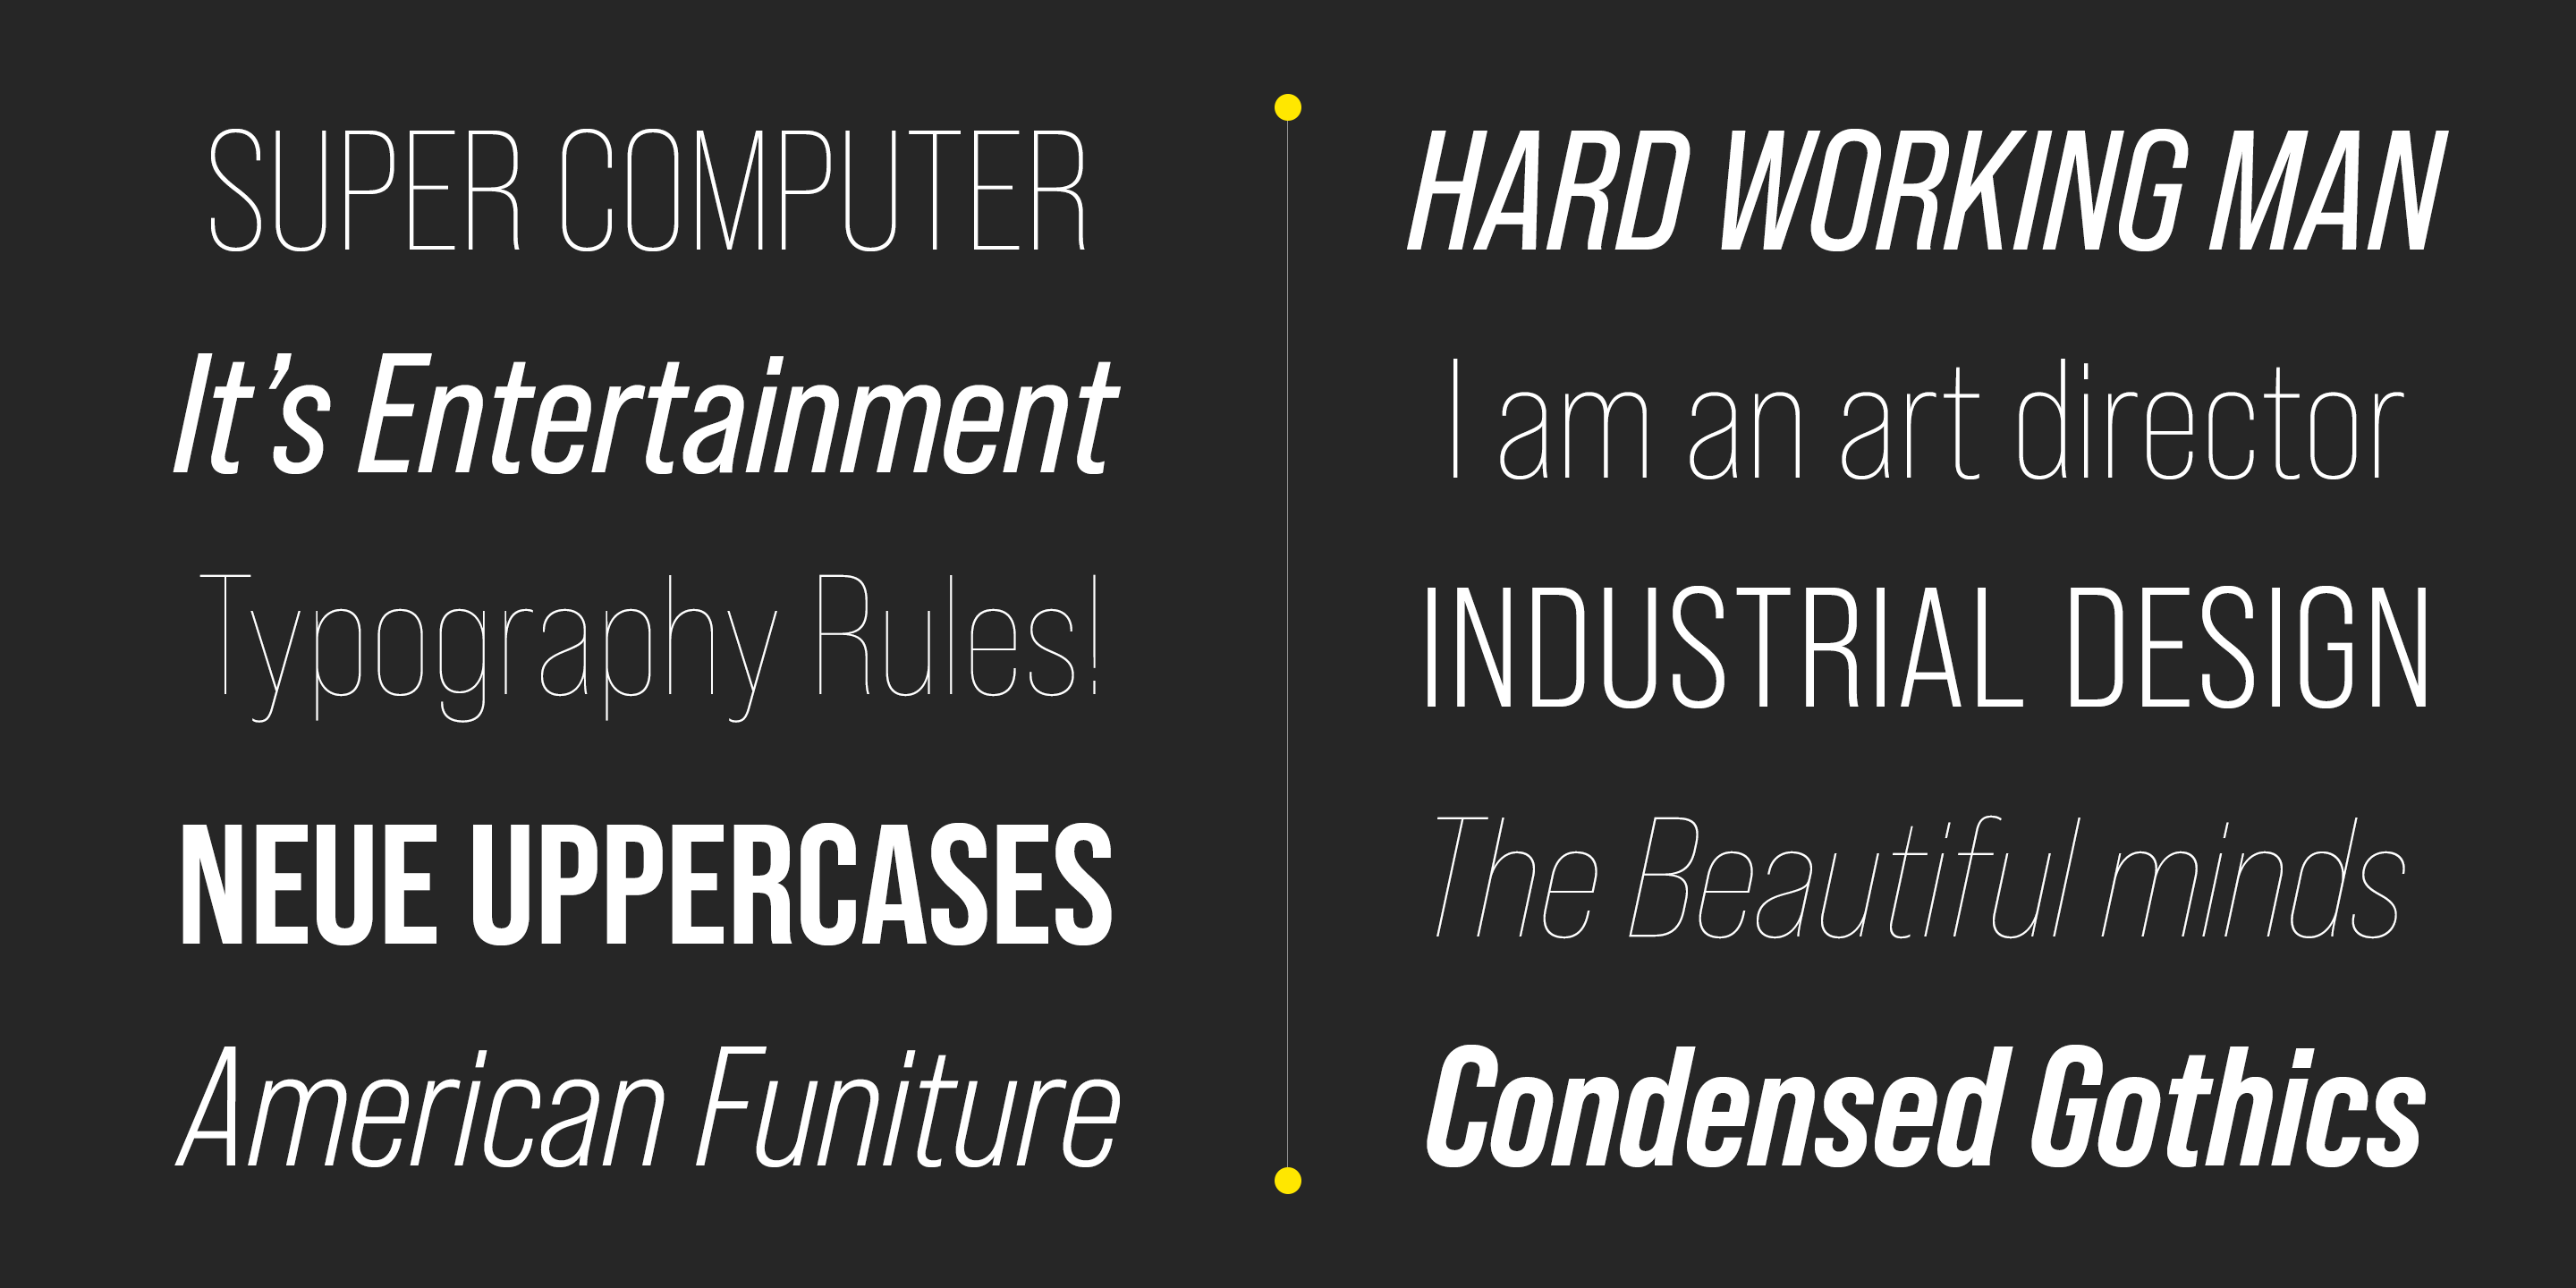 SUPER COMPUTER
It’s Entertainment
Typography Rules!
NEUE UPPERCASES
American Funiture
HARD WORKING MAN
I am an art director
INDUSTRIAL DESIGN
The Beautiful minds
Condensed Gothics